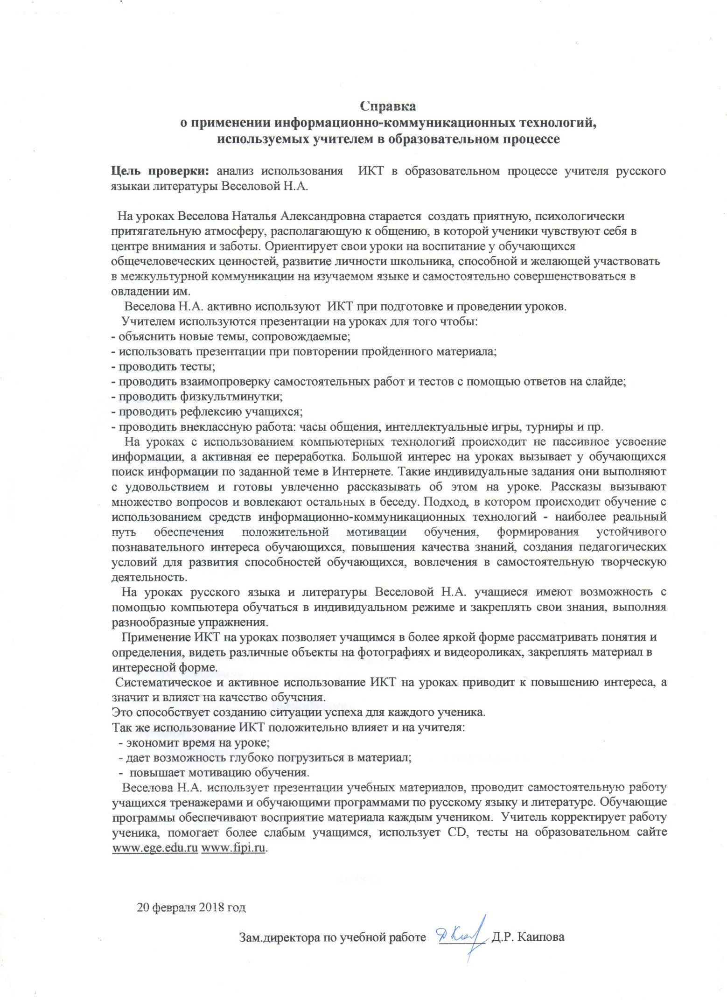 Справка
о применении информационно-коммуникационных технологий,
используемых учителем в образовательном процессе
Цель проверки: анализ использования ИКТ в образовательном процессе учителя русского
языкаи литературы Веселовой Н.А.
На уроках Веселова Наталья Александровна старается создать приятную, психологически
притягательную атмосферу, располагающую к общению, в которой ученики чувствуют себя в
центре внимания и заботы. Ориентирует свои уроки на воспитание у обучающихся
общечеловеческих ценностей, развитие личности школьника, способной и желающей участвовать
в межкультурной коммуникации на изучаемом языке и самостоятельно совершенствоваться в
овладении им.
Веселова Н.А. активно используют ИКТ при подготовке и проведении уроков.
Учителем используются презентации на уроках для того чтобы:
- объяснить новые темы, сопровождаемые;
- использовать презентации при повторении пройденного материала;
- проводить тесты;
- проводить взаимопроверку самостоятельных работ и тестов с помощью ответов на слайде;
- проводить физкультминутки;
- проводить рефлексию учащихся;
- проводить внеклассную работа: часы общения, интеллектуальные игры, турниры и пр.
На уроках с использованием компьютерных технологий происходит не пассивное усвоение
информации, а активная ее переработка. Большой интерес на уроках вызывает у обучающихся
поиск информации по заданной теме в Интернете. Такие индивидуальные задания они выполняют
с удовольствием и готовы увлеченно рассказывать об этом на уроке. Рассказы вызывают
множество вопросов и вовлекают остальных в беседу. Подход, в котором происходит обучение с
использованием средств информационно-коммуникационных технологий - наиболее реальный
путь обеспечения положительной мотивации обучения, формирования устойчивого
познавательного интереса обучающихся, повышения качества знаний, создания педагогических
условий для развития способностей обучающихся, вовлечения в самостоятельную творческую
деятельность.
На уроках русского языка и литературы Веселовой Н.А. учащиеся имеют возможность с
помощью компьютера обучаться в индивидуальном режиме и закреплять свои знания, выполняя
разнообразные упражнения.
Применение ИКТ на уроках позволяет учащимся в более яркой форме рассматривать понятия и
определения, видеть различные объекты на фотографиях и видеороликах, закреплять материал в
интересной форме.
Систематическое и активное использование ИКТ на уроках приводит к повышению интереса, а
значит и влияет на качество обучения.
Это способствует созданию ситуации успеха для каждого ученика.
Так же использование ИКТ положительно влияет и на учителя:
- экономит время на уроке;
- дает возможность глубоко погрузиться в материал;
- повышает мотивацию обучения.
Веселова Н.А. использует презентации учебных материалов, проводит самостоятельную работу
учащихся тренажерами и обучающими программами по русскому языку и литературе. Обучающие
программы обеспечивают восприятие материала каждым учеником. Учитель корректирует работу
ученика, помогает более слабым учащимся, использует CD, тесты на образовательном сайте
www.ege.edu.ru www.fipi.ru.
20 февраля 2018 год
Зам.директора по учебной работе Д.Р. Каипова